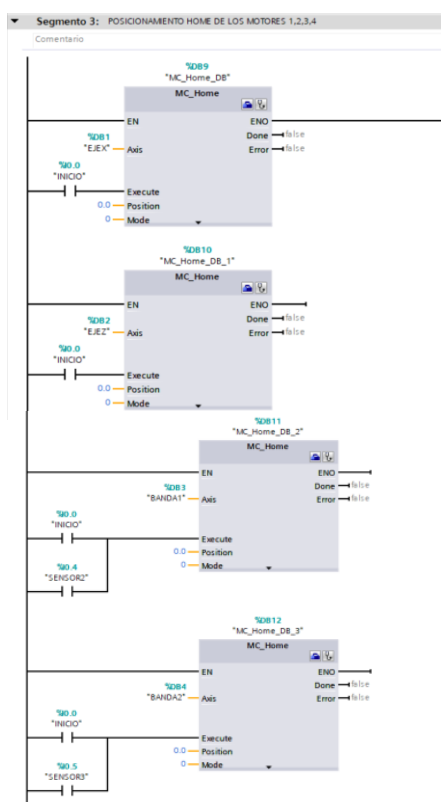 Segmento 3: POSICIONAMIENTO HOME DE LOS MOTORES 1,2,3,4
Comentario
%DB9
"MC_Home_DB"
MC_Home
EN ENO
%DB1 Done false
"EJEX" Axis Error false
%I0.0
"INICIO"
Execute
0.0 Position
0 Mode
%DB10
"MC_Home_DB_1"
MC_Home
EN ENO
%DB2 Done false
"EJEZ" Axis Error false
%I0.0
"INICIO"
Execute
0.0 Position
0 Mode
%DB11
"MC_Home_DB_2"
MC_Home
EN ENO
%DB3 Done false
"BANDA1" Axis Error false
%I0.0
"INICIO"
Execute
0.0 Position
%I0.4 0 Mode
"SENSOR2"
%DB12
"MC_Home_DB_3"
MC_Home
EN ENO
%DB4 Done false
"BANDA2" Axis Error false
%I0.0
"INICIO"
Execute
0.0 Position
%I0.5 0 Mode
"SENSOR3"